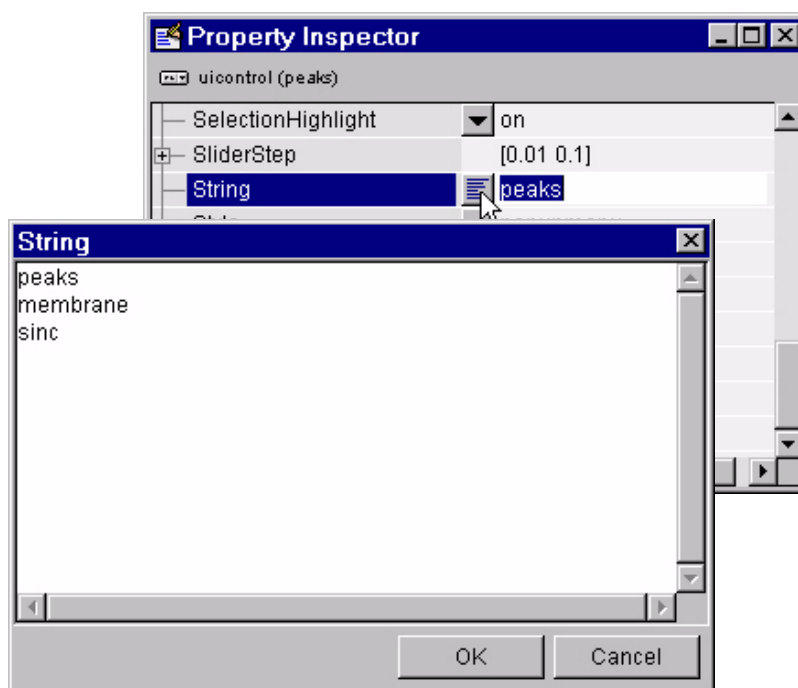 Property Inspector
uicontrol (peaks)
SelectionHighlight on
SliderStep [0.01 0.1]
String peaks
String
peaks
membrane
sinc
OK Cancel